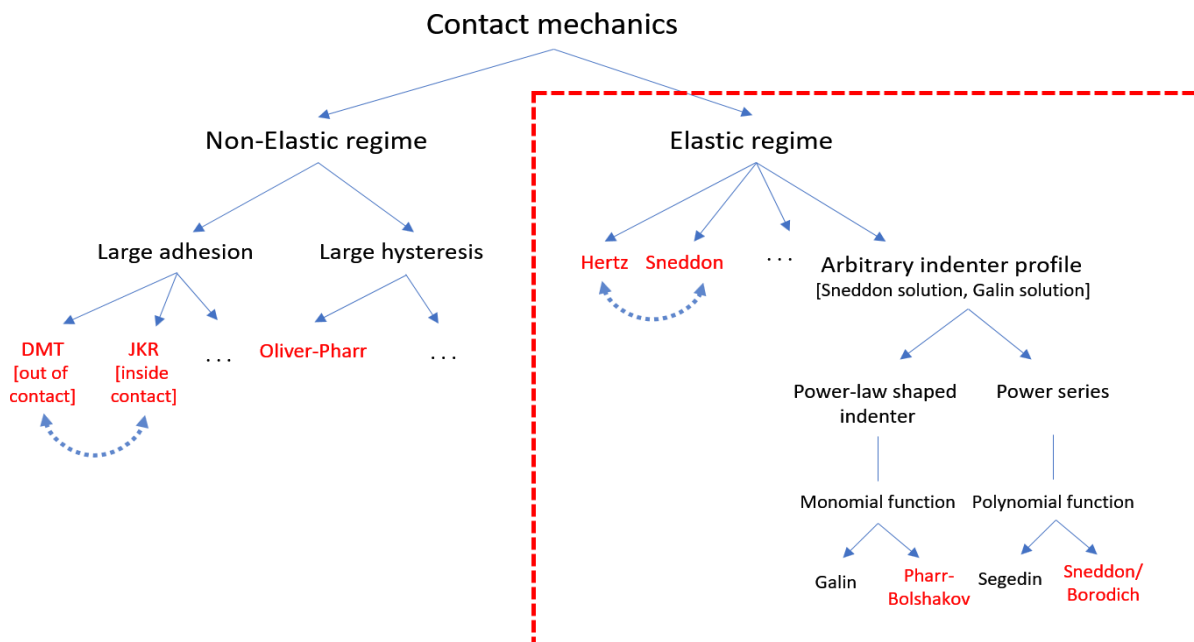 Contact mechanics
Non-Elastic regime
Elastic regime
Large adhesion
Large hysteresis
Hertz
Sneddon
. . .
Arbitrary indenter profile
[Sneddon solution, Galin solution]
DMT
[out of
contact]
JKR
[inside
contact]
. . .
Oliver-Pharr
. . .
Power-law shaped
indenter
Power series
Monomial function
Polynomial function
Galin
Pharr-
Bolshakov
Segedin
Sneddon/
Borodich